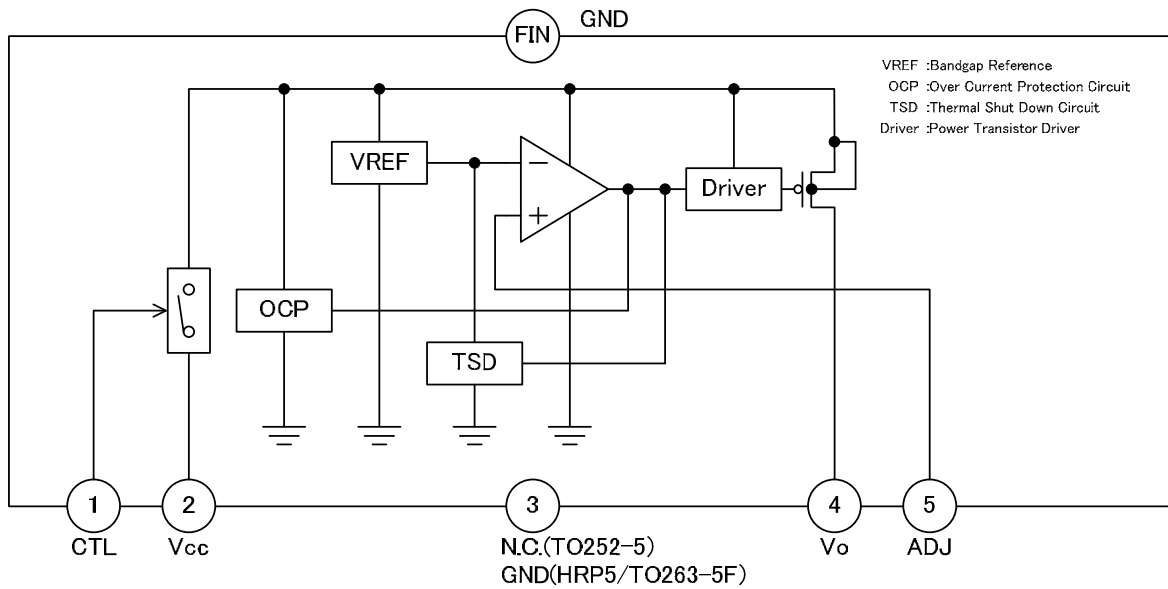 FIN
GND
VREF :Bandgap Reference
OCP :Over Current Protection Circuit
TSD :Thermal Shut Down Circuit
Driver :Power Transistor Driver
VREF
−
+
Driver
OCP
TSD
1
2
3
4
5
CTL
Vcc
N.C.(TO252-5)
GND(HRP5/TO263-5F)
Vo
ADJ